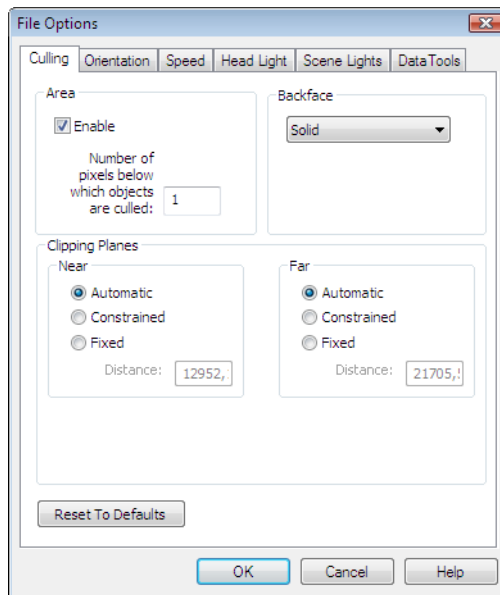 File Options
Culling Orientation Speed Head Light Scene Lights DataTools
Area
Enable
Number of
pixels below
which objects
are culled: 1
Backface
Solid
Clipping Planes
Near
Automatic
Constrained
Fixed
Distance: 12952,
Far
Automatic
Constrained
Fixed
Distance: 21705,
Reset To Defaults
OK Cancel Help